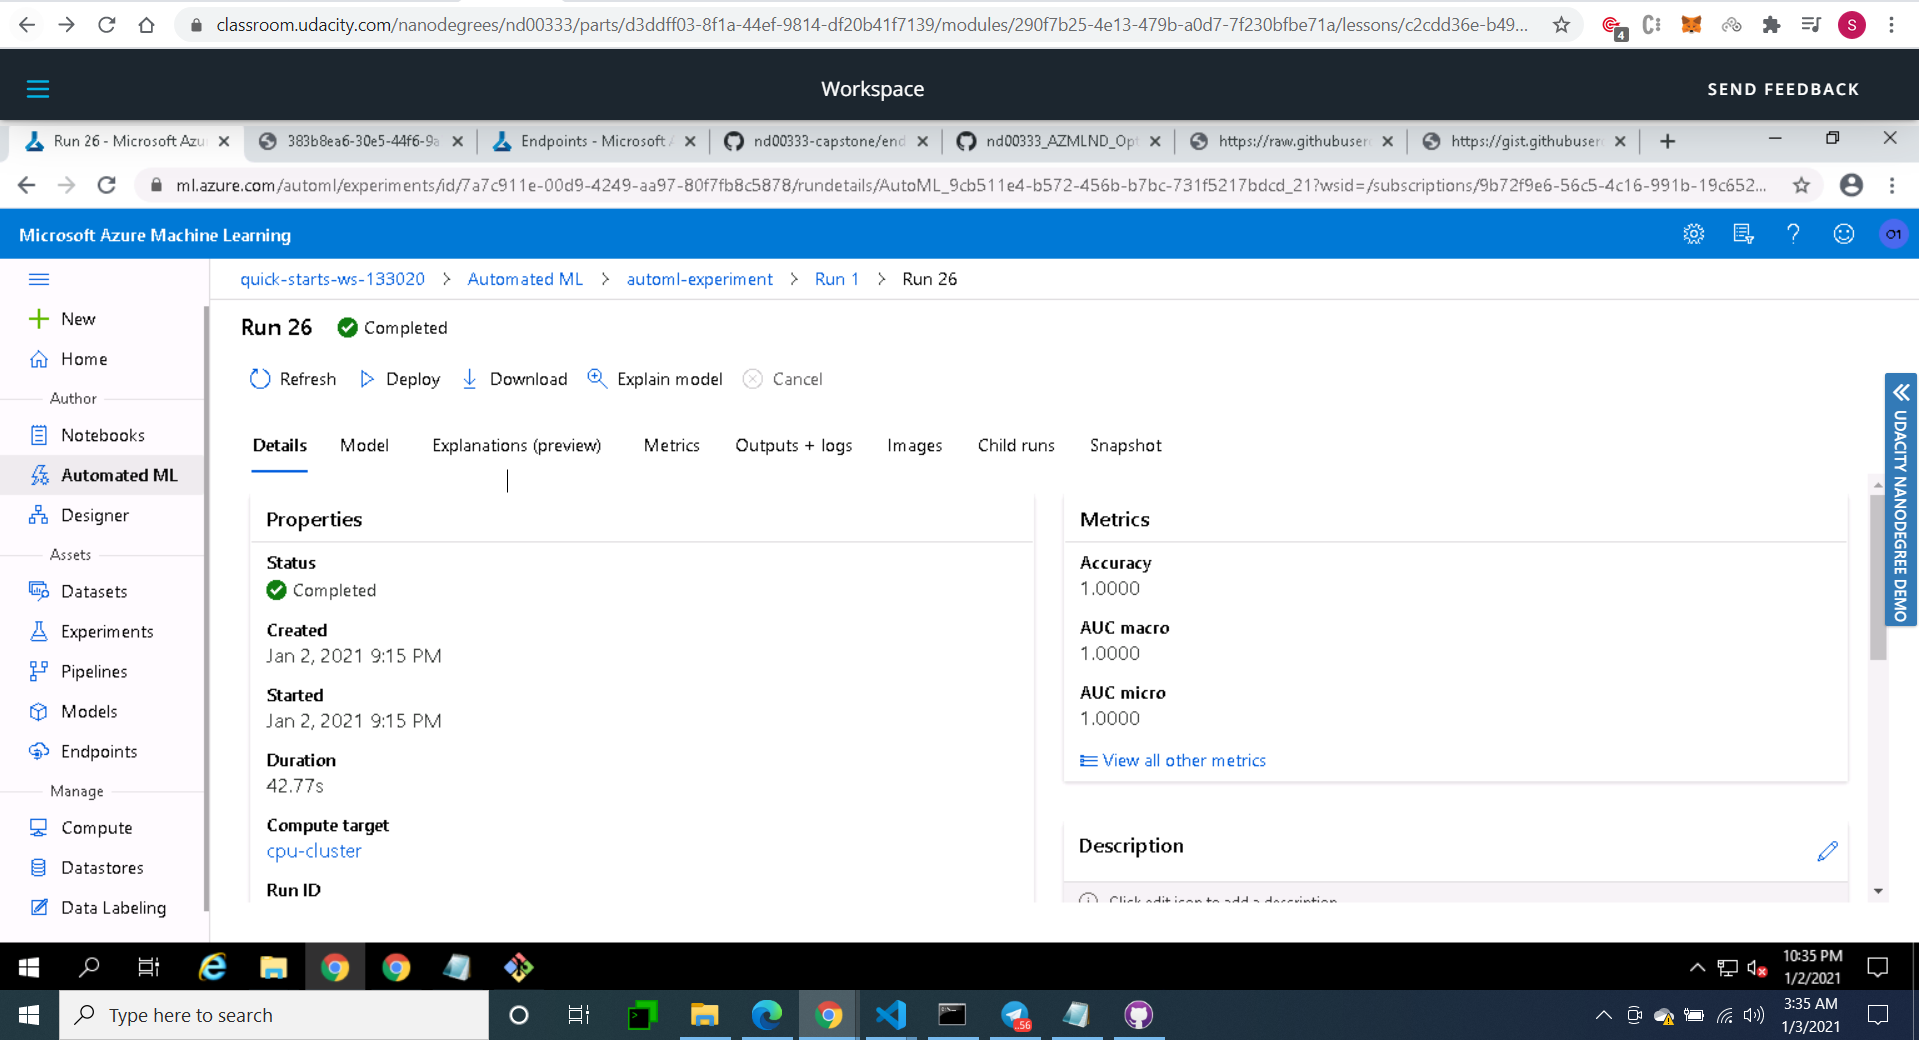 classroom.udacity.com/nanodegrees/nd00333/parts/d3ddff03-8f1a-44ef-9814-df20b41f7139/modules/290f7b25-4e13-479b-a0d7-7f230bfbe71a/lessons/c2cdd36e-b49...
4
S
Workspace
SEND FEEDBACK
Run 26 - Microsoft Azu
383b8ea6-30e5-44f6-9a
Endpoints - Microsoft A
nd00333-capstone/end
nd00333_AZMLND_Opt
https://raw.githubuser
https://gist.githubuser
ml.azure.com/automl/experiments/id/7a7c911e-00d9-4249-aa97-80f7fb8c5878/rundetails/AutoML_9cb511e4-b572-456b-b7bc-731f5217bdcd_21?wsid=/subscriptions/9b72f9e6-56c5-4c16-991b-19c652...
Microsoft Azure Machine Learning
O1
quick-starts-ws-133020 > Automated ML > automl-experiment > Run 1 > Run 26
New
Home
Author
Notebooks
Automated ML
Designer
Assets
Datasets
Experiments
Pipelines
Models
Endpoints
Manage
Compute
Datastores
Data Labeling
Run 26 Completed
Refresh Deploy Download Explain model Cancel
Details Model Explanations (preview) Metrics Outputs + logs Images Child runs Snapshot
Properties
Status
Completed
Created
Jan 2, 2021 9:15 PM
Started
Jan 2, 2021 9:15 PM
Duration
42.77s
Compute target
cpu-cluster
Run ID
Metrics
Accuracy
1.0000
AUC macro
1.0000
AUC micro
1.0000
View all other metrics
Description
Click edit icon to add a description
UDACITY NANODEGREE DEMO
10:35 PM
1/2/2021
Type here to search
56
3:35 AM
1/3/2021